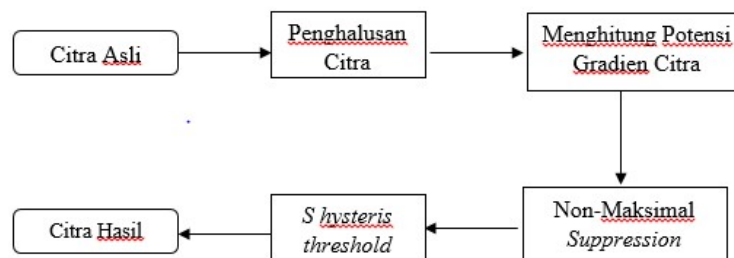 Citra Asli
Penghalusan
Citra
Menghitung Potensi
Gradien Citra
Non-Maksimal
Suppression
S hysteris
threshold
Citra Hasil